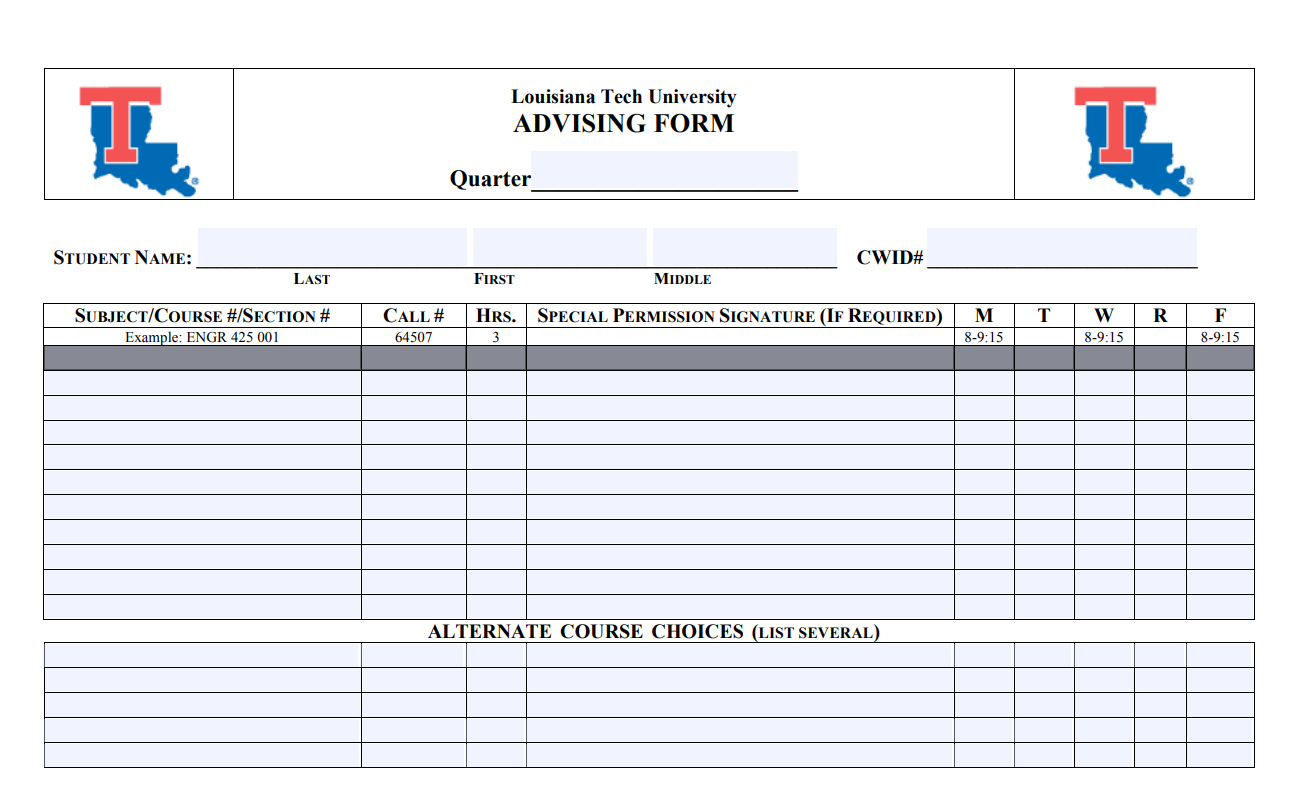 Louisiana Tech University
ADVISING FORM
Quarter
T
®
T
®
STUDENT NAME: CWID#
LAST FIRST MIDDLE
SUBJECT/COURSE #/SECTION # CALL # HRS. SPECIAL PERMISSION SIGNATURE (IF REQUIRED) M T W R F
Example: ENGR 425 001 64507 3 8-9:15 8-9:15 8-9:15
ALTERNATE COURSE CHOICES (LIST SEVERAL)